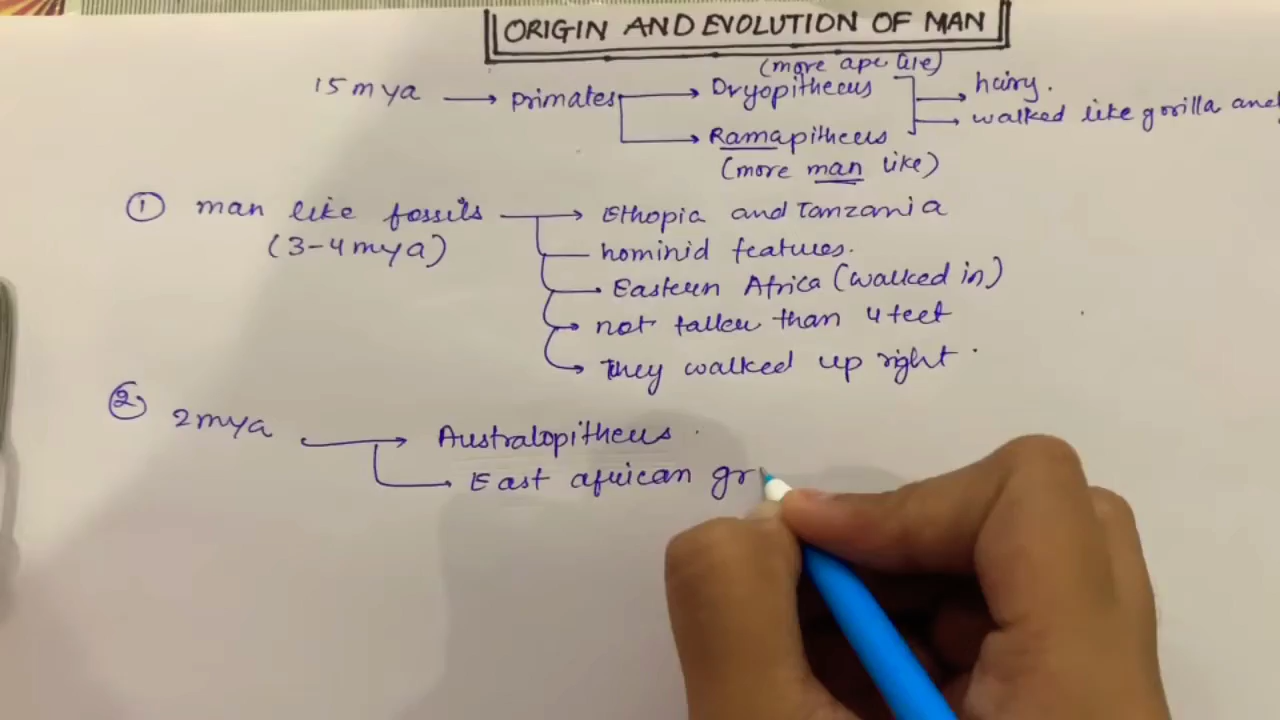 ORIGIN AND EVOLUTION OF MAN
(more ape like)
15 mya → primates → Dryopithecus
hairy.
walked like gorilla and
Ramapithecus
(more man like)
① man like fossils → Ethopia and Tanzania
(3-4 mya)
hominid features.
Eastern Africa (walked in)
not taller than 4 feet
They walked up right.
② 2 mya → Australopithecus.
East african gr